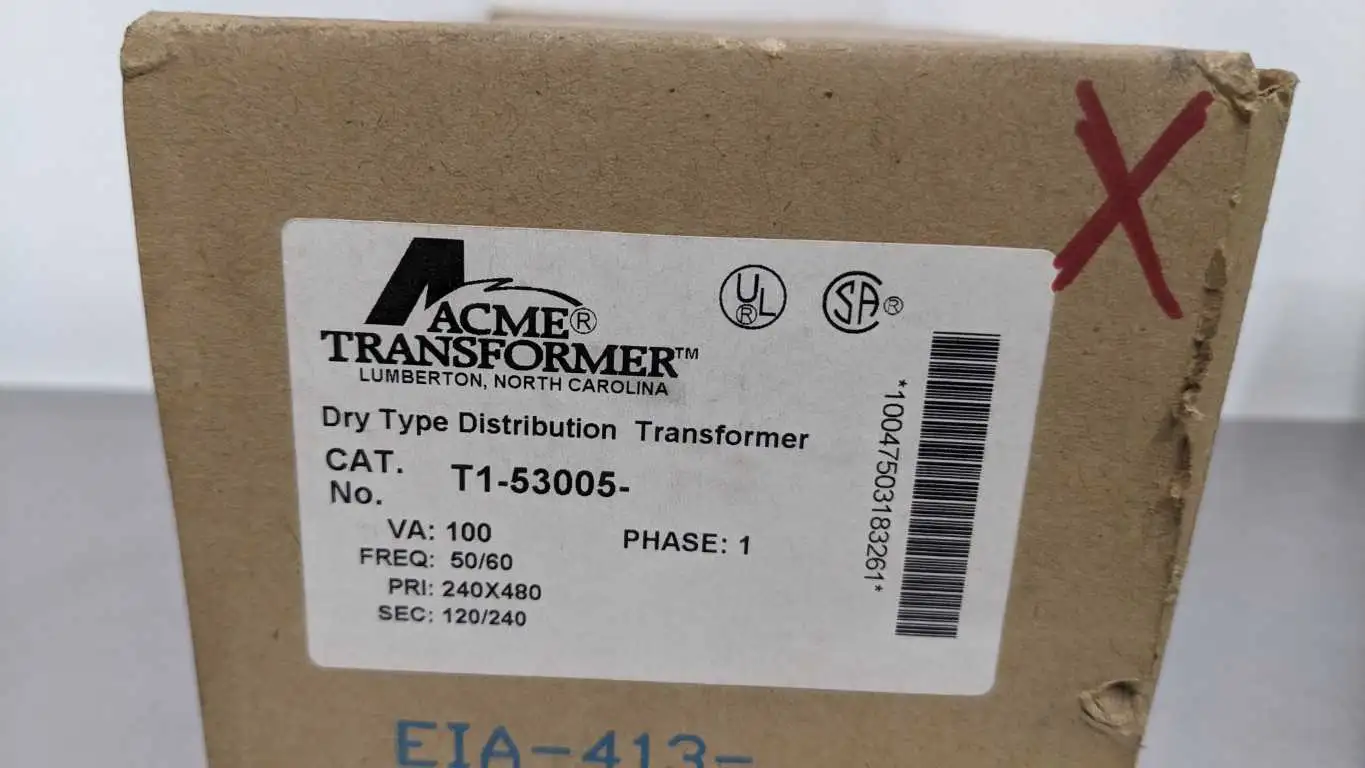 ACME®
TRANSFORMER™
LUMBERTON, NORTH CAROLINA
UL®
SA®
Dry Type Distribution Transformer
CAT. No. T1-53005-
VA: 100
PHASE: 1
FREQ: 50/60
PRI: 240X480
SEC: 120/240
*10047503183261*
X
EIA-413-